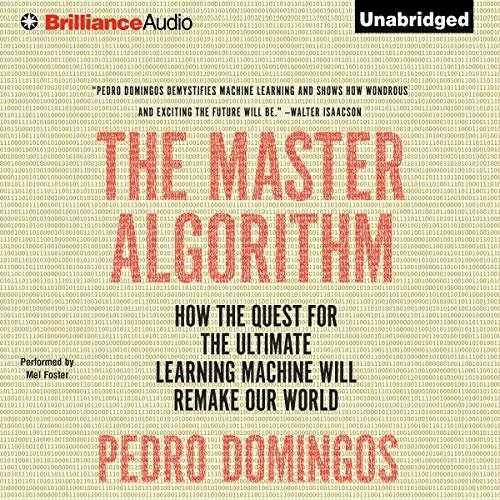 BrillianceAudio
Unabridged
"PEDRO DOMINGOS DEMYSTIFIES MACHINE LEARNING AND SHOWS HOW WONDROUS
AND EXCITING THE FUTURE WILL BE." –WALTER ISAACSON
THE MASTER
ALGORITHM
HOW THE QUEST FOR
THE ULTIMATE
LEARNING MACHINE WILL
REMAKE OUR WORLD
Performed by
Mel Foster
PEDRO DOMINGOS